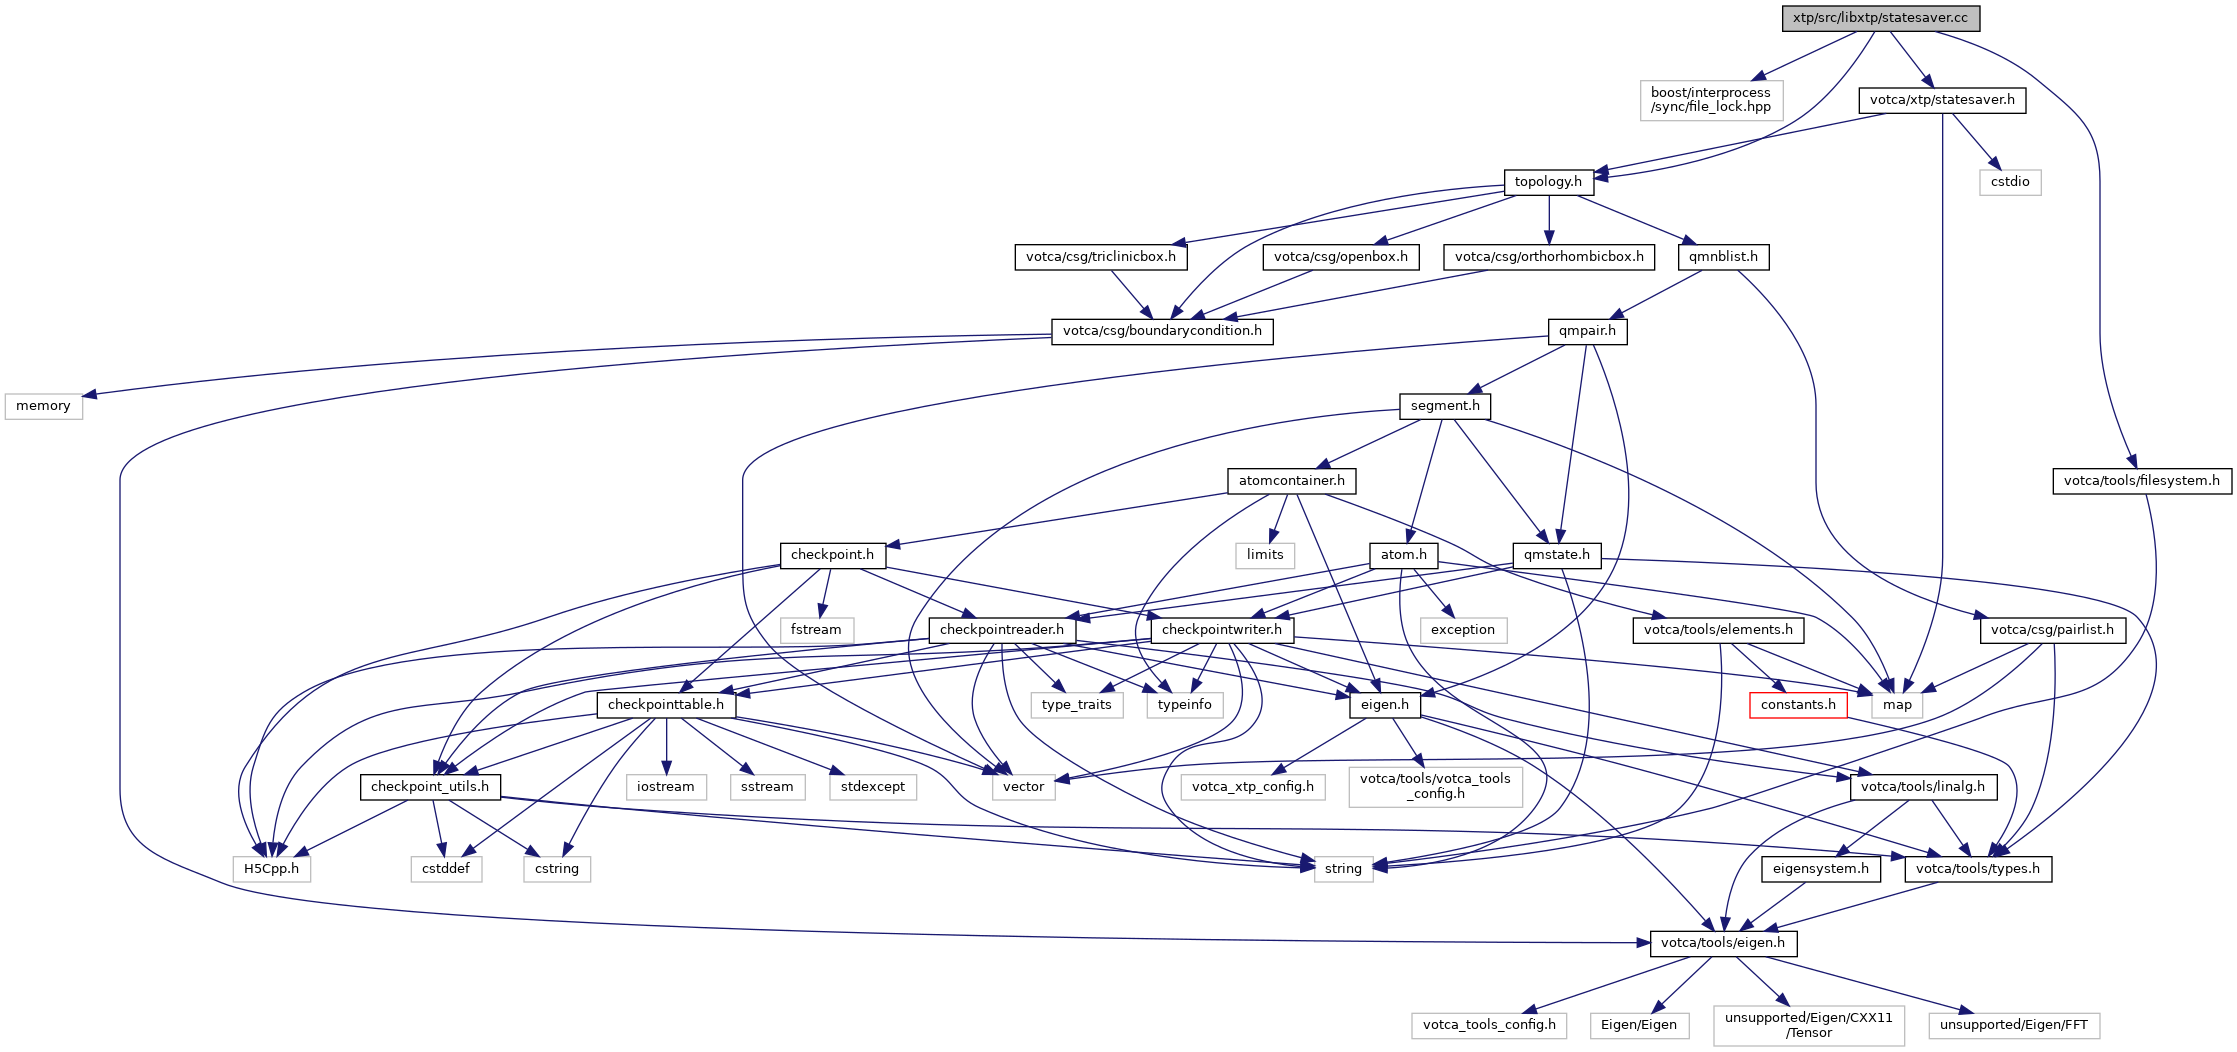 xtp/src/libxtp/statesaver.cc
boost/interprocess
/sync/file_lock.hpp
votca/xtp/statesaver.h
topology.h
cstdio
votca/csg/triclinicbox.h
votca/csg/openbox.h
votca/csg/orthorhombicbox.h
qmnblist.h
votca/csg/boundarycondition.h
qmpair.h
memory
segment.h
atomcontainer.h
votca/tools/filesystem.h
checkpoint.h
limits
atom.h
qmstate.h
fstream
checkpointreader.h
checkpointwriter.h
exception
votca/tools/elements.h
votca/csg/pairlist.h
checkpointtable.h
type_traits
typeinfo
eigen.h
constants.h
map
checkpoint_utils.h
iostream
sstream
stdexcept
vector
votca_xtp_config.h
votca/tools/votca_tools
_config.h
votca/tools/linalg.h
H5Cpp.h
cstddef
cstring
string
eigensystem.h
votca/tools/types.h
votca/tools/eigen.h
votca_tools_config.h
Eigen/Eigen
unsupported/Eigen/CXX11
/Tensor
unsupported/Eigen/FFT